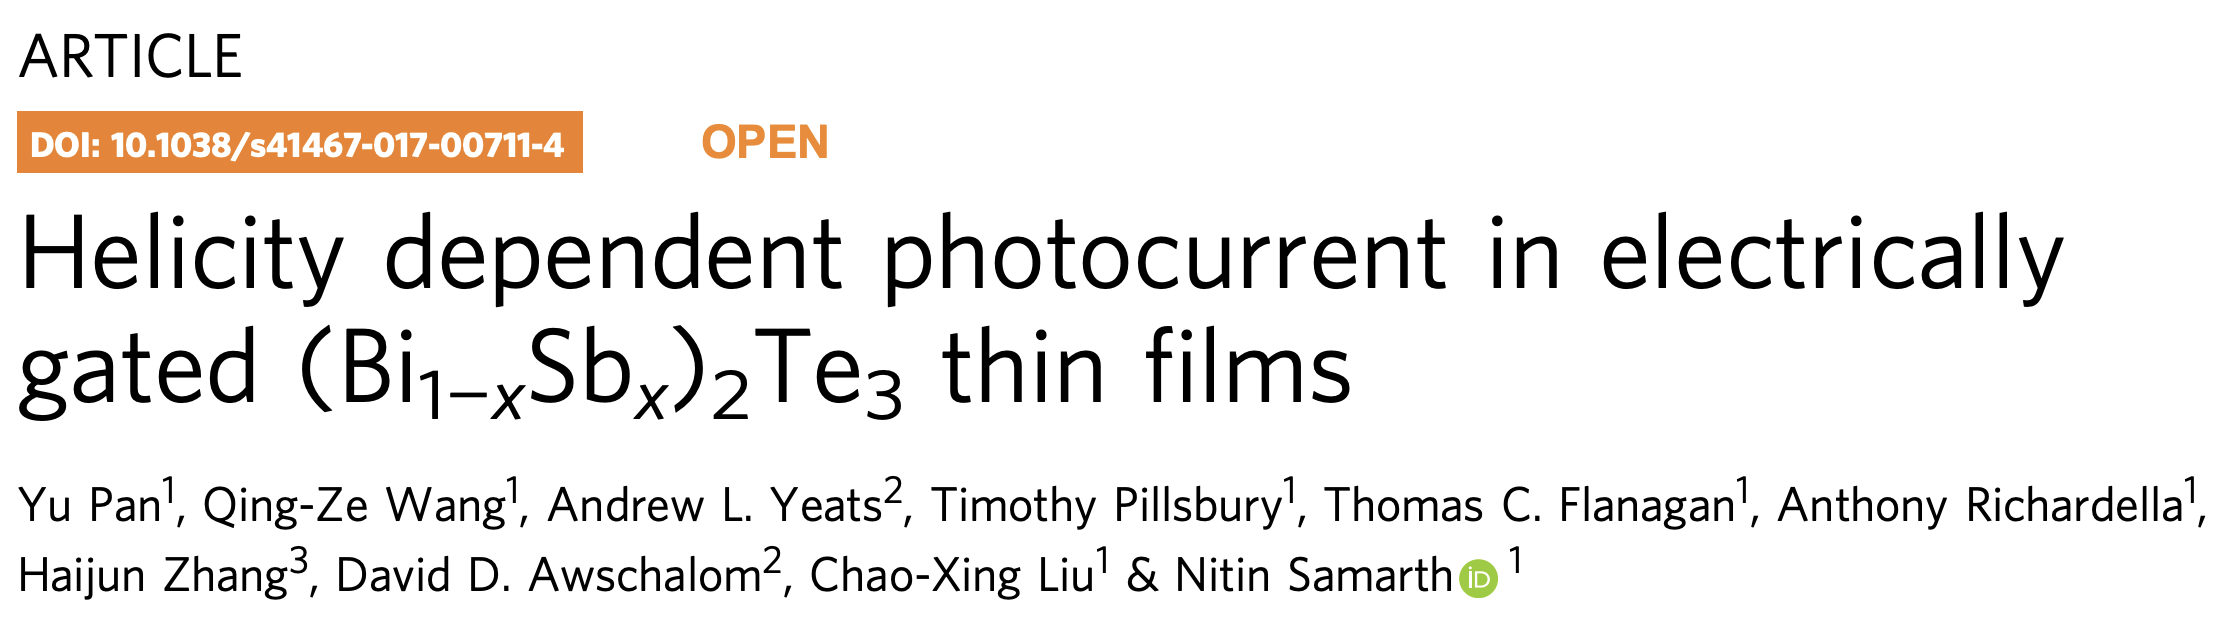 ARTICLE
DOI: 10.1038/s41467-017-00711-4 OPEN
Helicity dependent photocurrent in electrically
gated (Bi₁₋ₓSbₓ)₂Te₃ thin films
Yu Pan¹, Qing-Ze Wang¹, Andrew L. Yeats², Timothy Pillsbury¹, Thomas C. Flanagan¹, Anthony Richardella¹,
Haijun Zhang³, David D. Awschalom², Chao-Xing Liu¹ & Nitin Samarth iD ¹